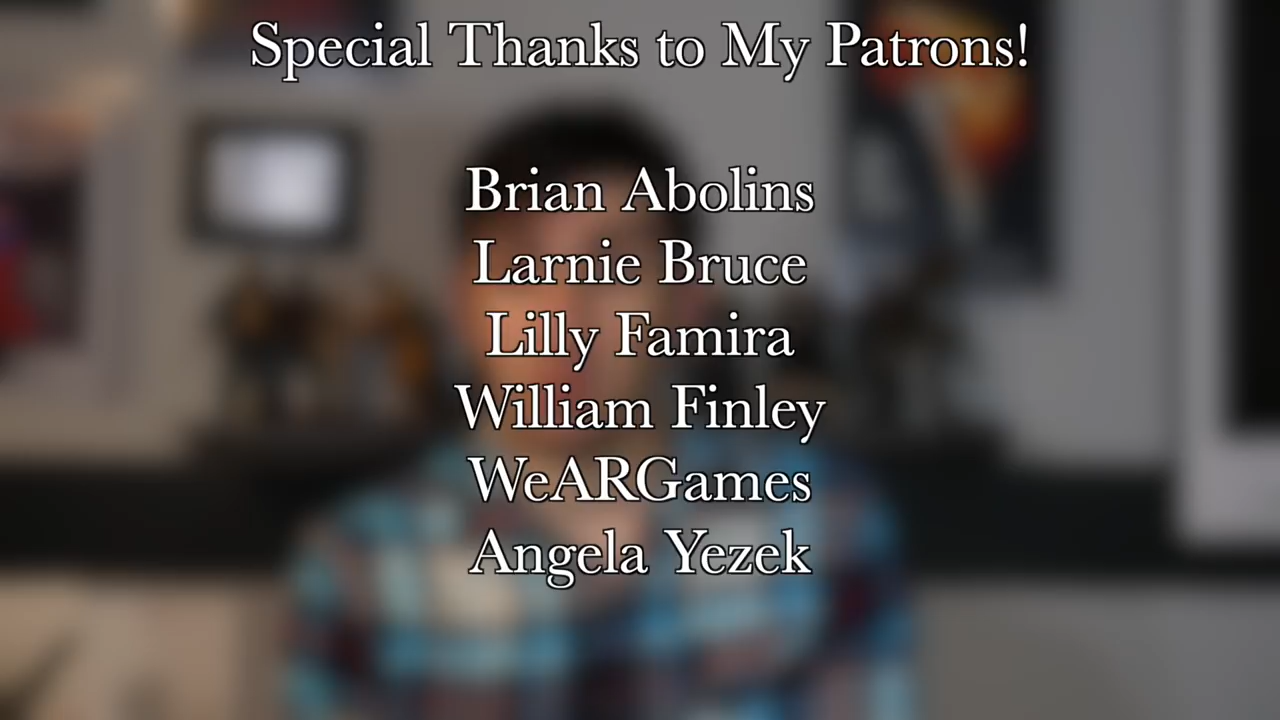 Special Thanks to My Patrons!
Brian Abolins
Larnie Bruce
Lilly Famira
William Finley
WeARGames
Angela Yezek